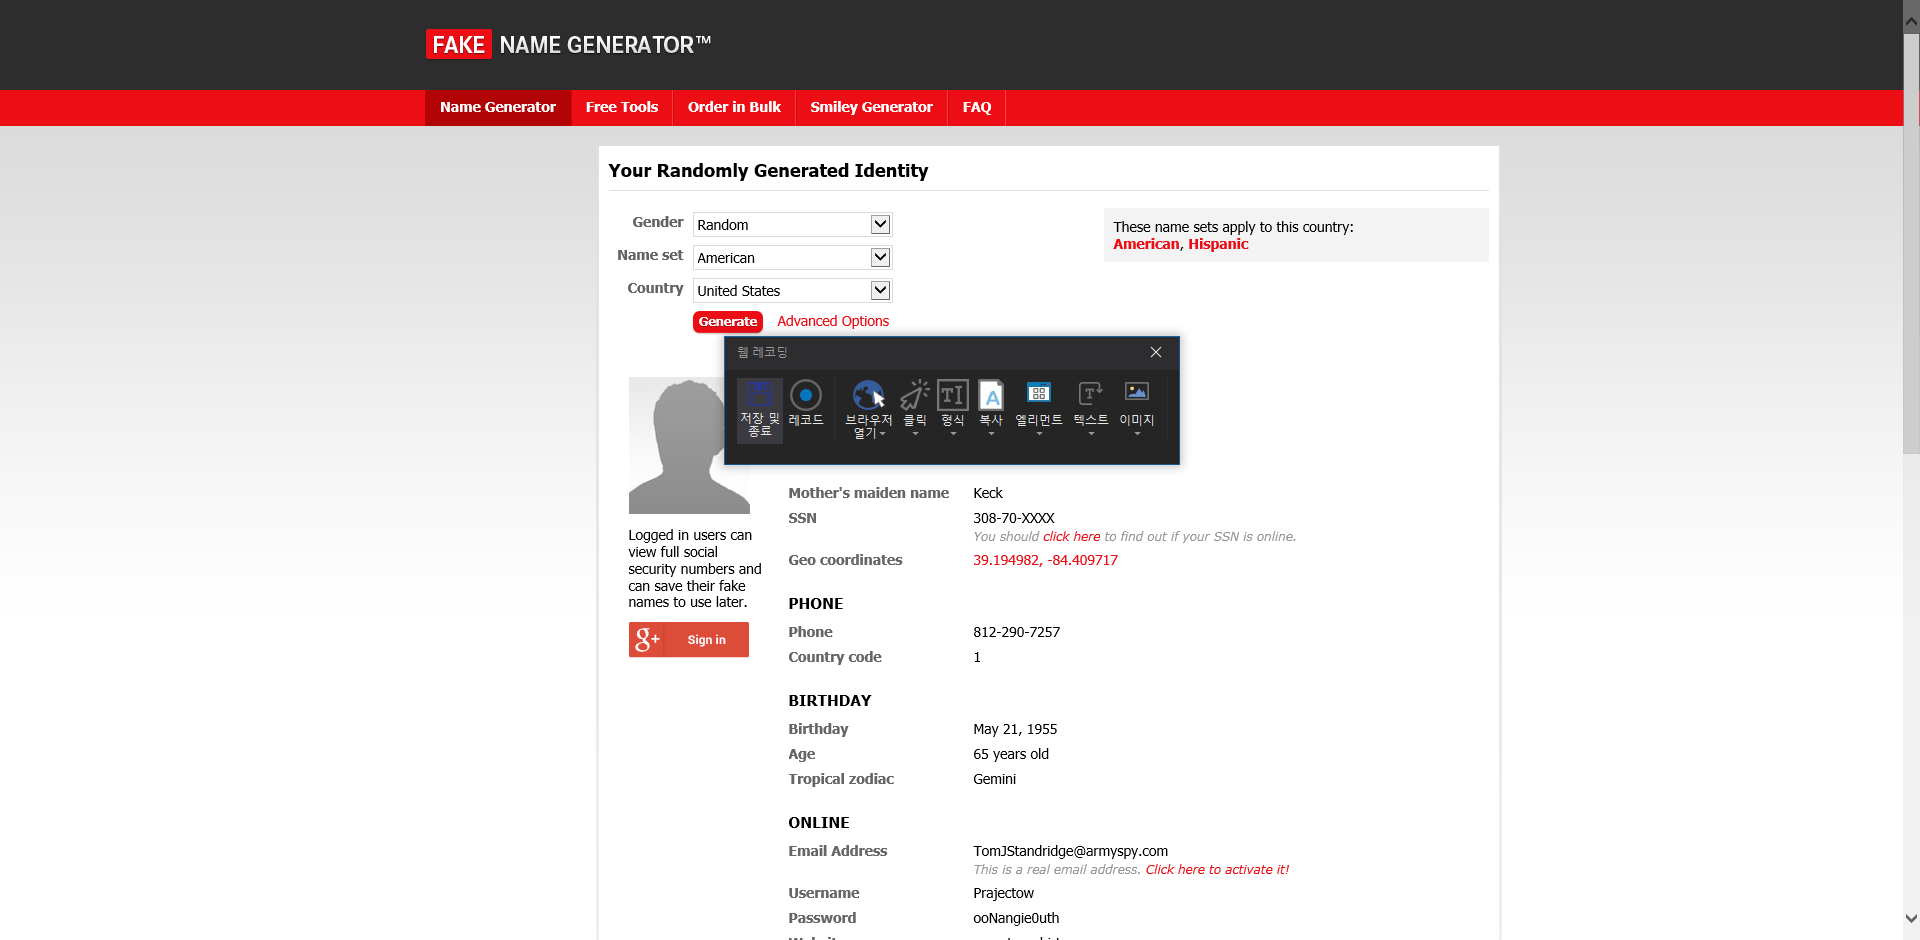 FAKE NAME GENERATOR™
Name Generator Free Tools Order in Bulk Smiley Generator FAQ
Your Randomly Generated Identity
Gender Random
Name set American
Country United States
Generate Advanced Options
These name sets apply to this country:
American, Hispanic
웹 레코딩
저장 및
종료
레코드
브라우저
열기
클릭
형식
복사
엘리먼트
텍스트
이미지
Logged in users can
view full social
security numbers and
can save their fake
names to use later.
g+ Sign in
Mother's maiden name Keck
SSN 308-70-XXXX
You should click here to find out if your SSN is online.
Geo coordinates 39.194982, -84.409717
PHONE
Phone 812-290-7257
Country code 1
BIRTHDAY
Birthday May 21, 1955
Age 65 years old
Tropical zodiac Gemini
ONLINE
Email Address TomJStandridge@armyspy.com
This is a real email address. Click here to activate it!
Username Prajectow
Password ooNangie0uth